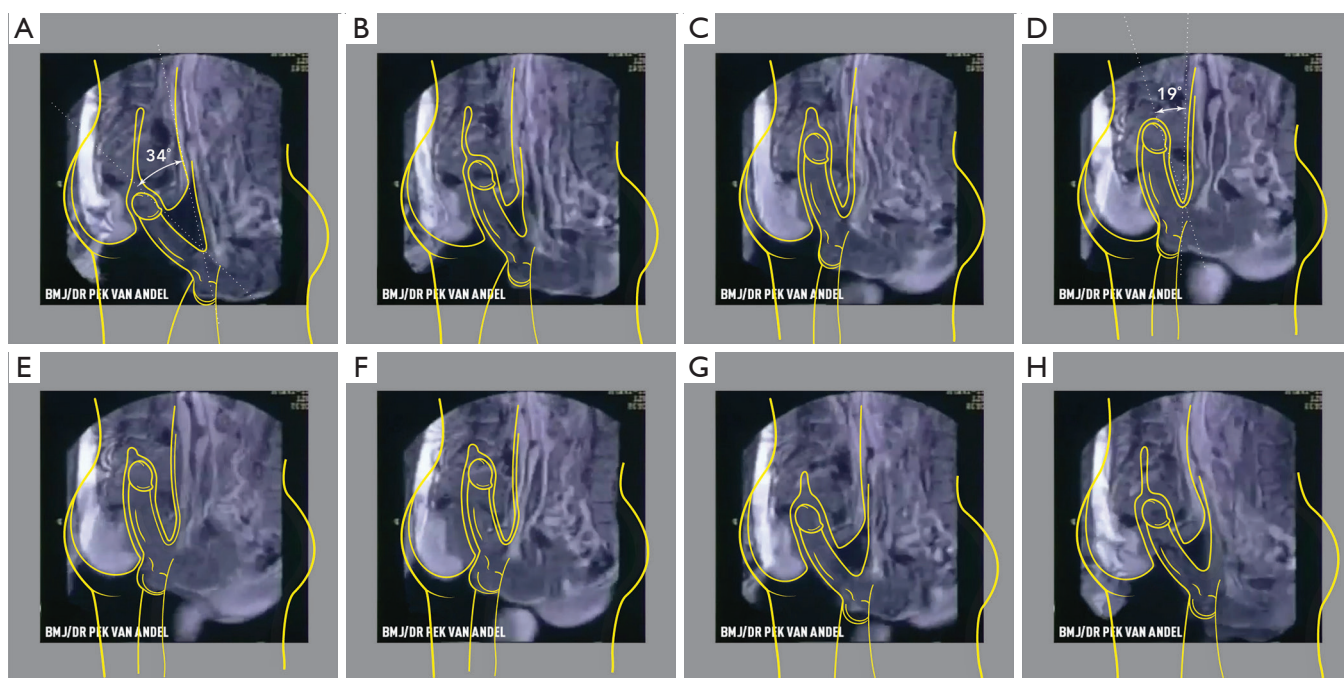 A
B
C
D
34°
19°
BMJ/DR PEK VAN ANDEL
BMJ/DR PEK VAN ANDEL
BMJ/DR PEK VAN ANDEL
BMJ/DR PEK VAN ANDEL
E
F
G
H
BMJ/DR PEK VAN ANDEL
BMJ/DR PEK VAN ANDEL
BMJ/DR PEK VAN ANDEL
BMJ/DR PEK VAN ANDEL